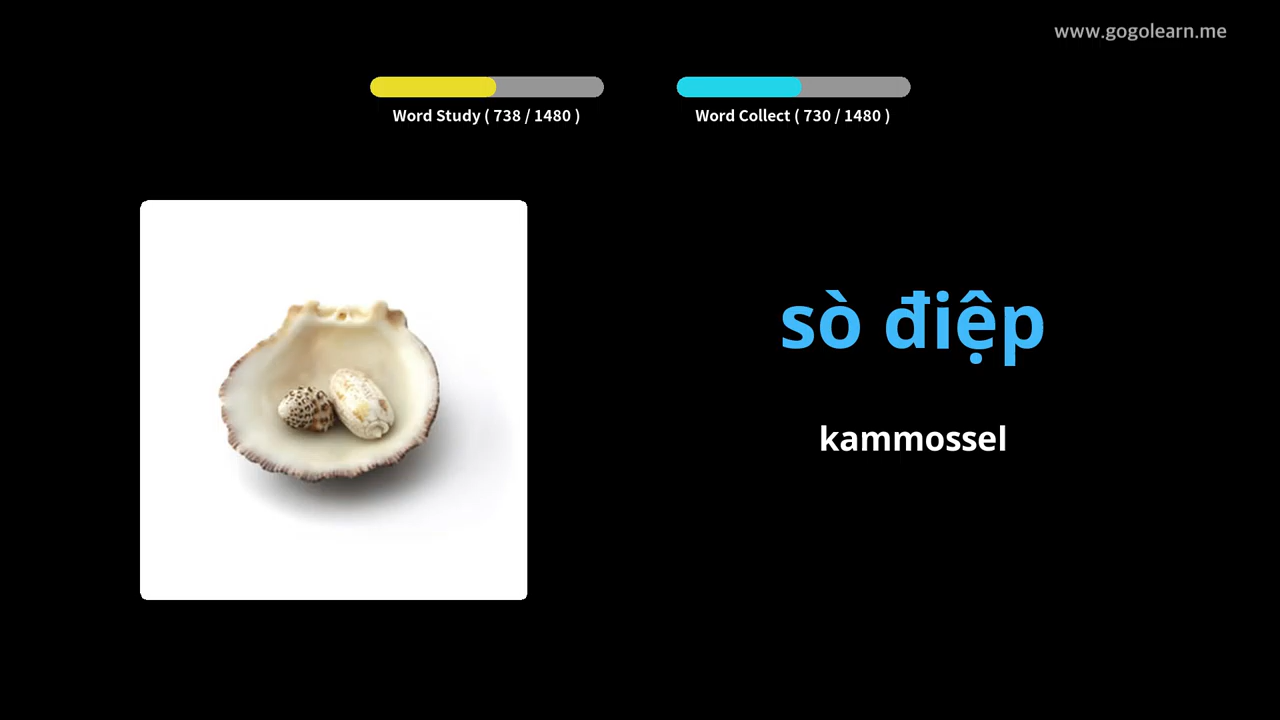 www.gogolearn.me
Word Study ( 738 / 1480 )
Word Collect ( 730 / 1480 )
sò điệp
kammossel